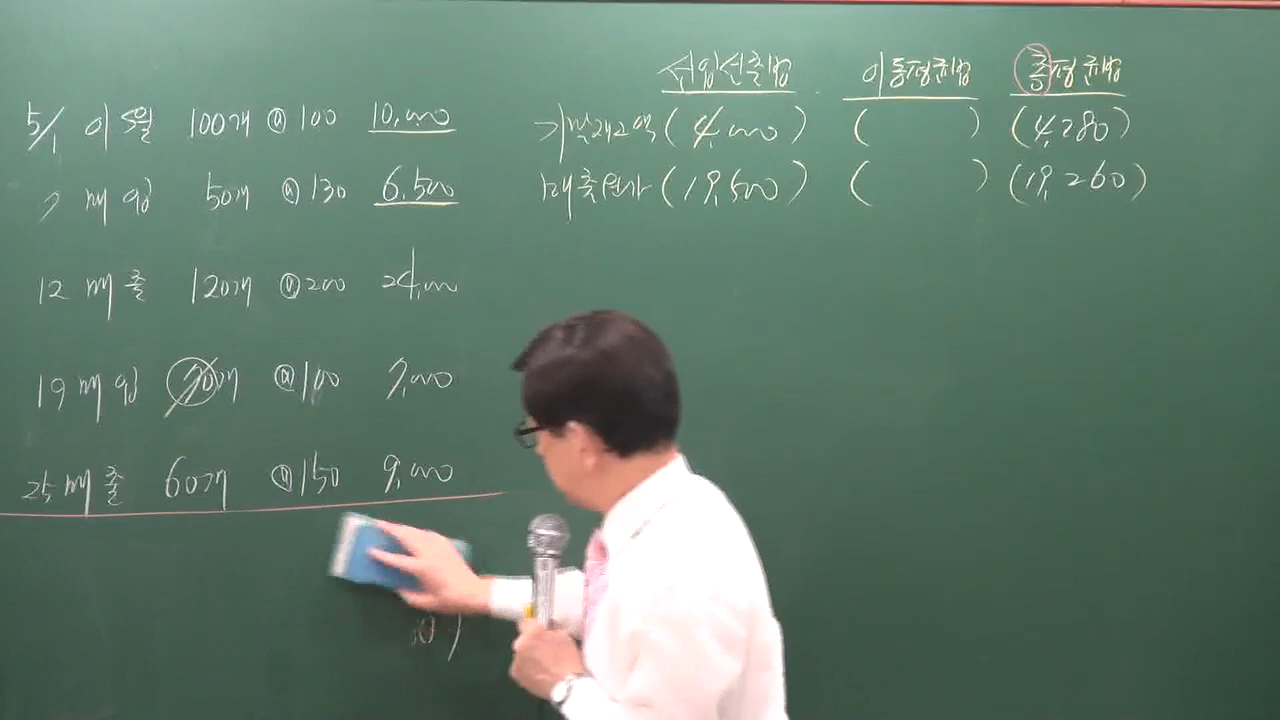 5/1 이월 100개 @100 10,000
7 매입 50개 @130 6,500
12 매출 120개 @200 24,000
19 매입 70개 @100 7,000
25 매출 60개 @150 9,000
선입선출법 이동평균법 총평균법
기말재고액 (4,000) ( ) (4,280)
매출원가 (19,500) ( ) (19,260)